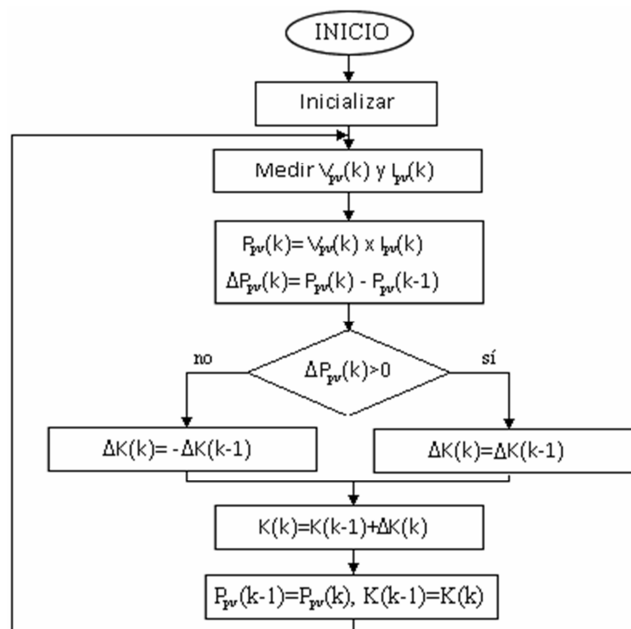 INICIO
Inicializar
Medir Vpv(k) y Ipv(k)
Ppv(k)= Vpv(k) x Ipv(k)
ΔPpv(k)= Ppv(k) - Ppv(k-1)
ΔPpv(k)>0
no
sí
ΔK(k)= -ΔK(k-1)
ΔK(k)=ΔK(k-1)
K(k)=K(k-1)+ΔK(k)
Ppv(k-1)=Ppv(k), K(k-1)=K(k)